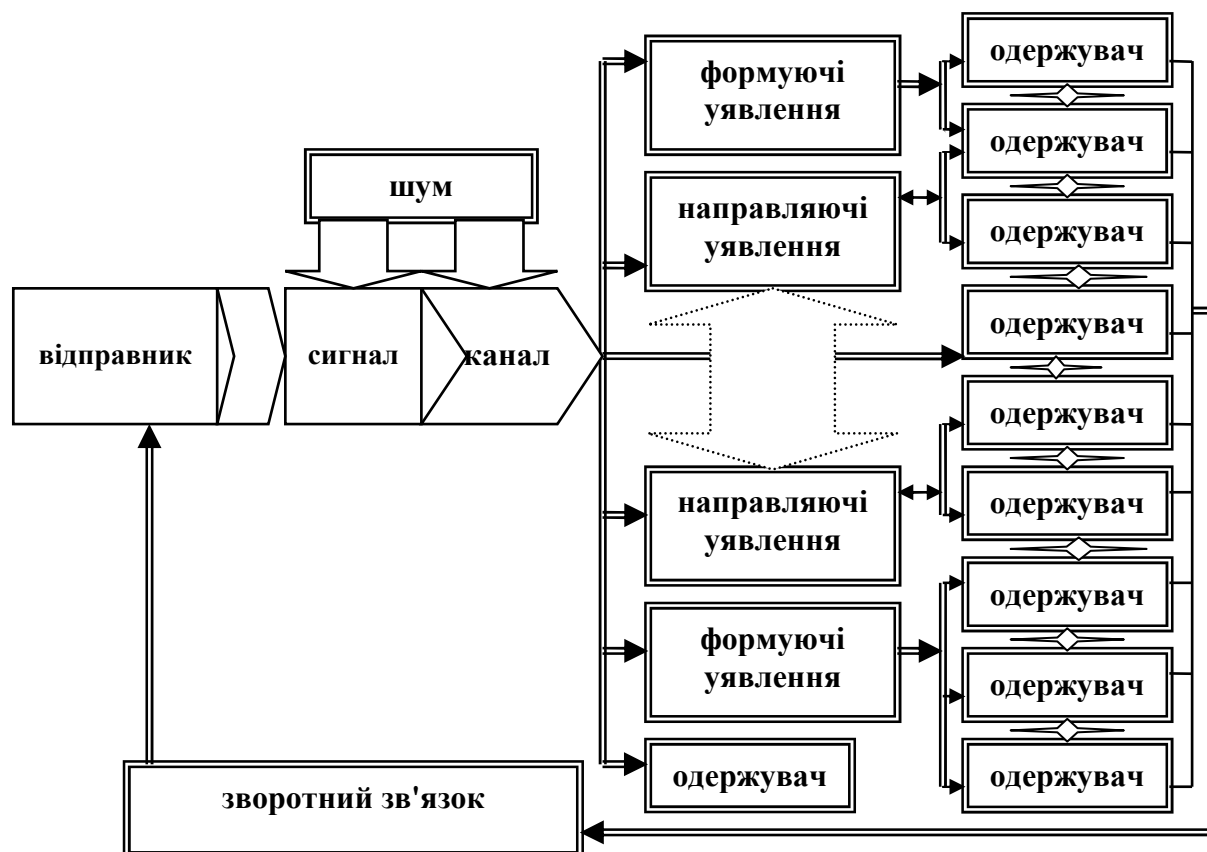 одержувач
формуючі
уявлення
одержувач
шум
направляючі
уявлення
одержувач
відправник
сигнал
канал
одержувач
одержувач
направляючі
уявлення
одержувач
одержувач
формуючі
уявлення
одержувач
одержувач
одержувач
зворотний зв'язок